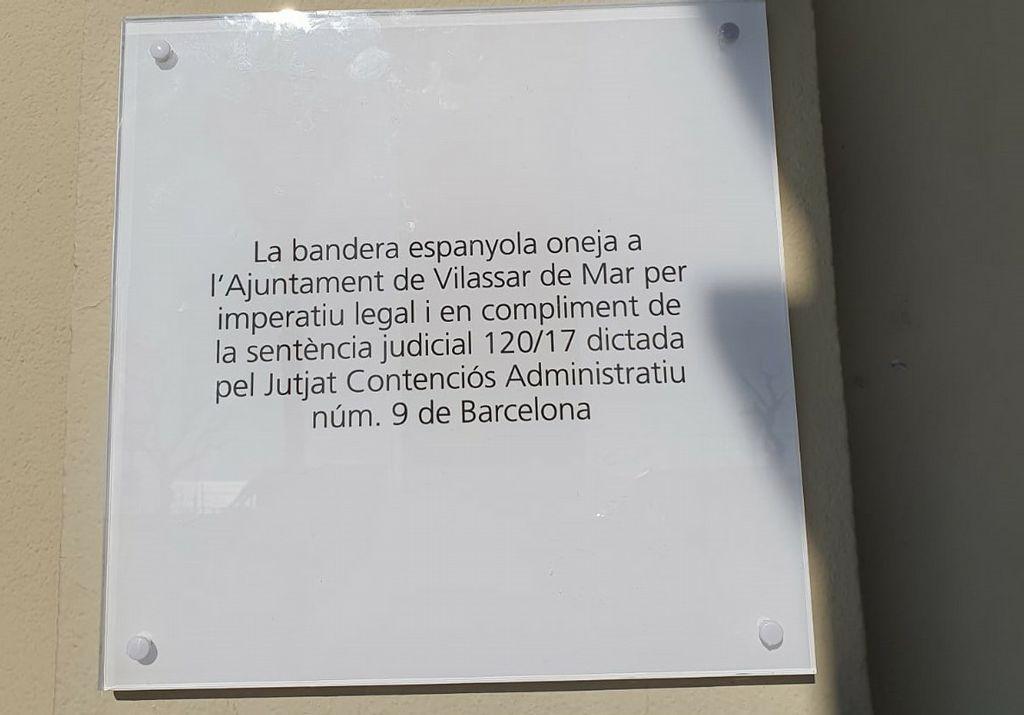 La bandera espanyola oneja a
l'Ajuntament de Vilassar de Mar per
imperatiu legal i en compliment de
la sentència judicial 120/17 dictada
pel Jutjat Contenciós Administratiu
núm. 9 de Barcelona